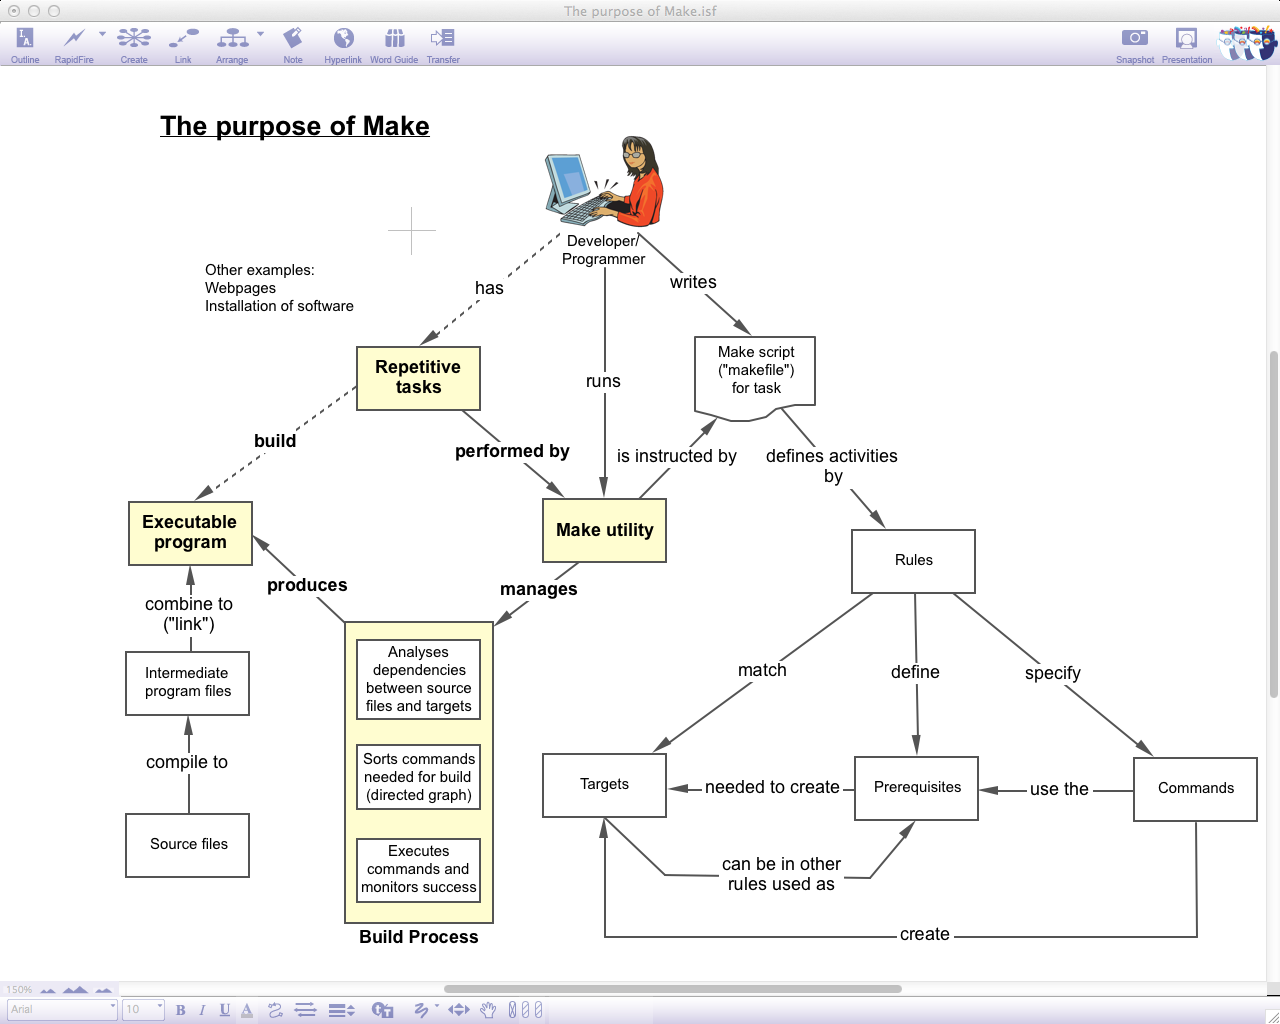 The purpose of Make.isf
Outline
RapidFire
Create
Link
Arrange
Note
Hyperlink
Word Guide
Transfer
Snapshot
Presentation
The purpose of Make
Developer/
Programmer
Other examples:
Webpages
Installation of software
has
writes
runs
Repetitive
tasks
Make script
("makefile")
for task
build
performed by
is instructed by
defines activities
by
Executable
program
Make utility
Rules
produces
manages
combine to
("link")
Intermediate
program files
compile to
Source files
Analyses
dependencies
between source
files and targets
Sorts commands
needed for build
(directed graph)
Executes
commands and
monitors success
Build Process
match
define
specify
Targets
needed to create
Prerequisites
use the
Commands
can be in other
rules used as
create
150%
Arial
10
B I U A